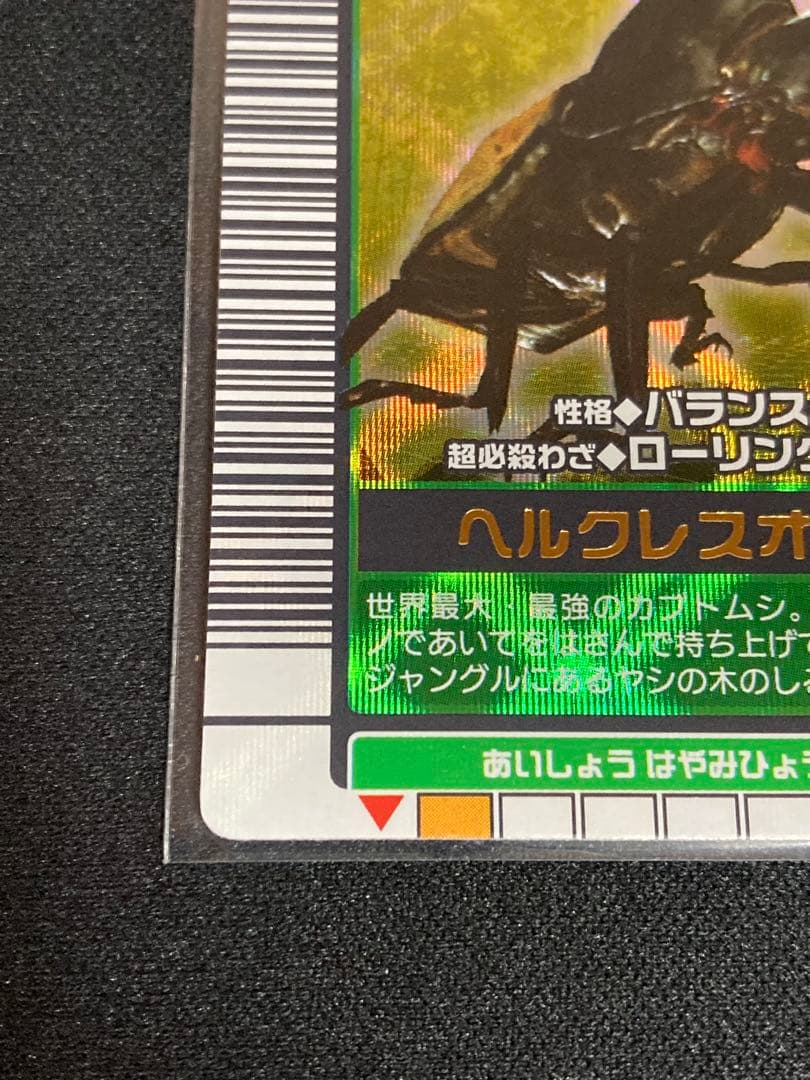 性格◆バランス
超必殺わざ◆ローリング
ヘルクレスオ
世界最大・最強のカブトムシ。
ノであいてをはさんで持ち上げ
ジャングルにあるヤシの木のし
あいしょう はやみひょう